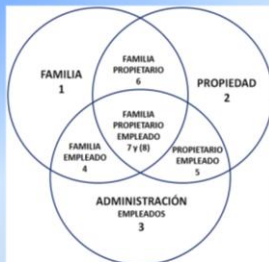 FAMILIA
1
FAMILIA
PROPIETARIO
6
PROPIEDAD
2
FAMILIA
PROPIETARIO
EMPLEADO
7 y (8)
FAMILIA
EMPLEADO
4
PROPIETARIO
EMPLEADO
5
ADMINISTRACIÓN
EMPLEADOS
3